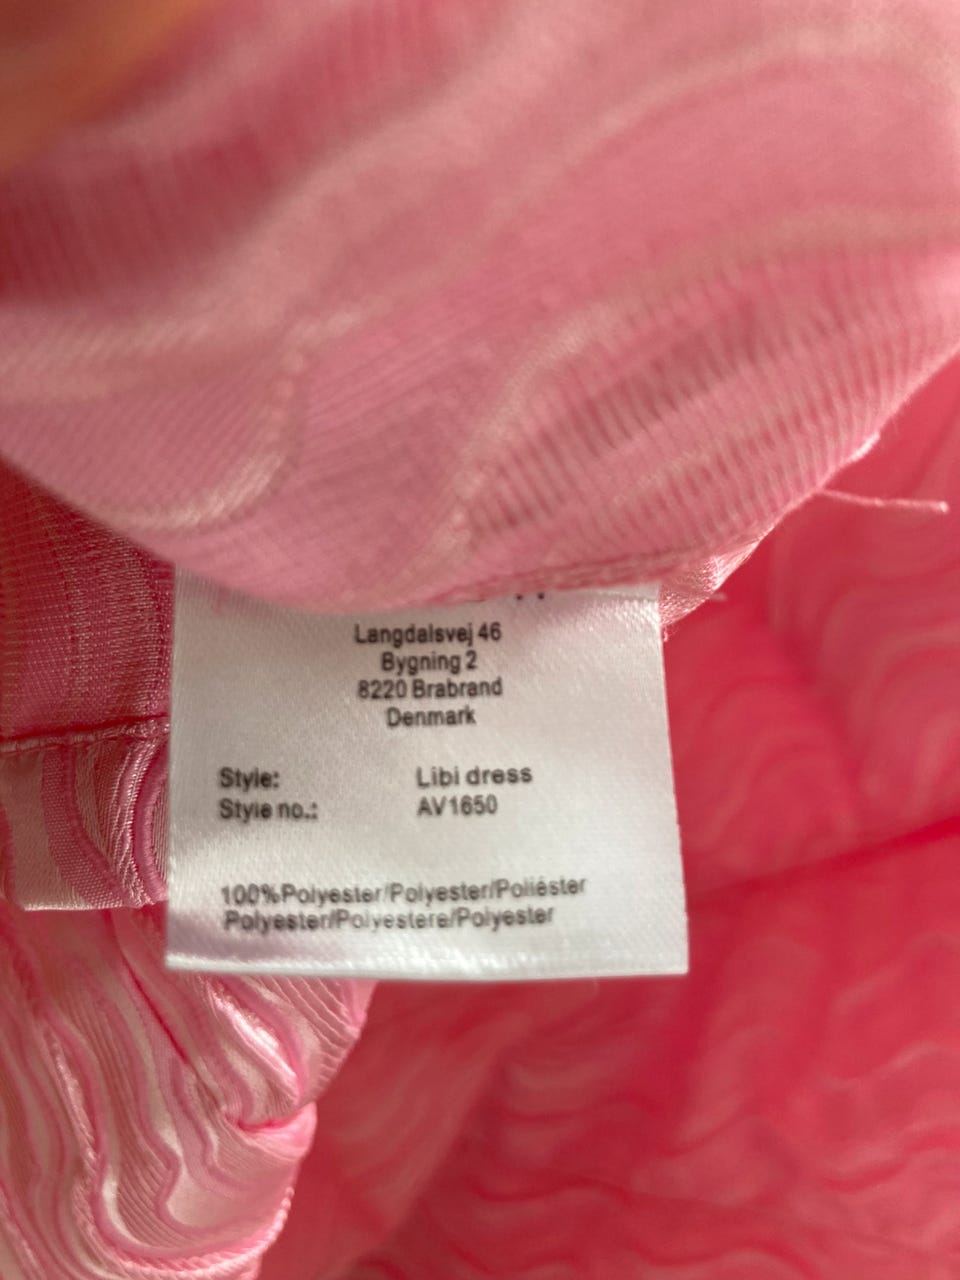 Langdalsvej 46
Bygning 2
8220 Brabrand
Denmark
Style: Libi dress
Style no.: AV1650
100%Polyester/Polyester/Poliéster
Polyester/Polyestere/Polyester